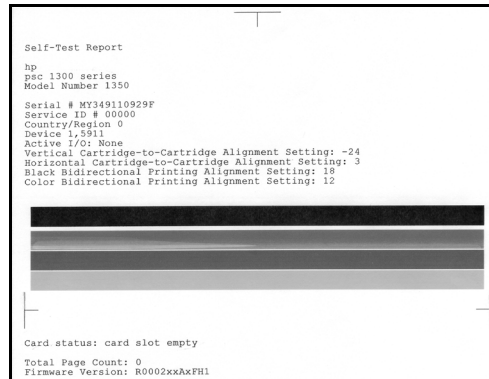 Self-Test Report
hp
psc 1300 series
Model Number 1350
Serial # MY349110929F
Service ID # 00000
Country/Region 0
Device 1,5911
Active I/O: None
Vertical Cartridge-to-Cartridge Alignment Setting: -24
Horizontal Cartridge-to-Cartridge Alignment Setting: 3
Black Bidirectional Printing Alignment Setting: 18
Color Bidirectional Printing Alignment Setting: 12
Card status: card slot empty
Total Page Count: 0
Firmware Version: R0002xxAxFH1